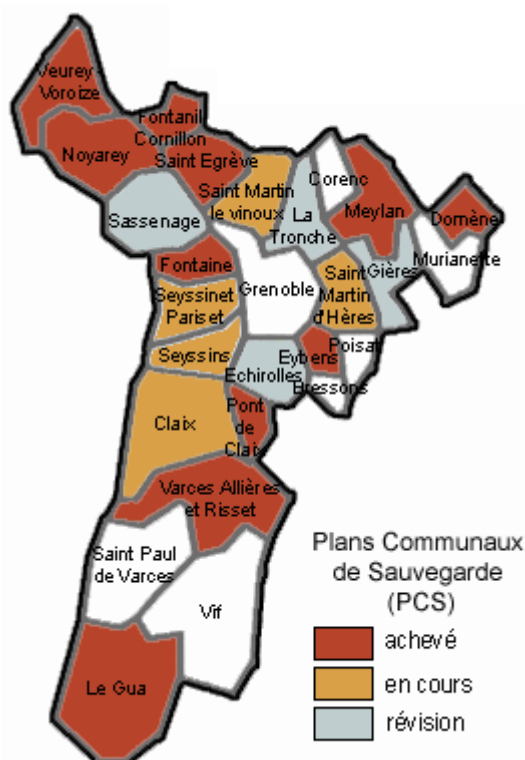 Veurey
Voroize
Fontanil
Cornillon
Noyarey
Saint Egrève
Saint Martin
le vinoux
Corenc
La
Tronche
Meylan
Domène
Sassenage
Murianette
Gières
Fontaine
Grenoble
Saint
Martin
d'Hères
Seyssinet
Pariset
Poisat
Seyssins
Eybens
Echirolles
Bressons
Claix
Pont
de
Claix
Varces Allières
et Risset
Saint Paul
de Varces
Vif
Le Gua
Plans Communaux
de Sauvegarde
(PCS)
achevé
en cours
révision